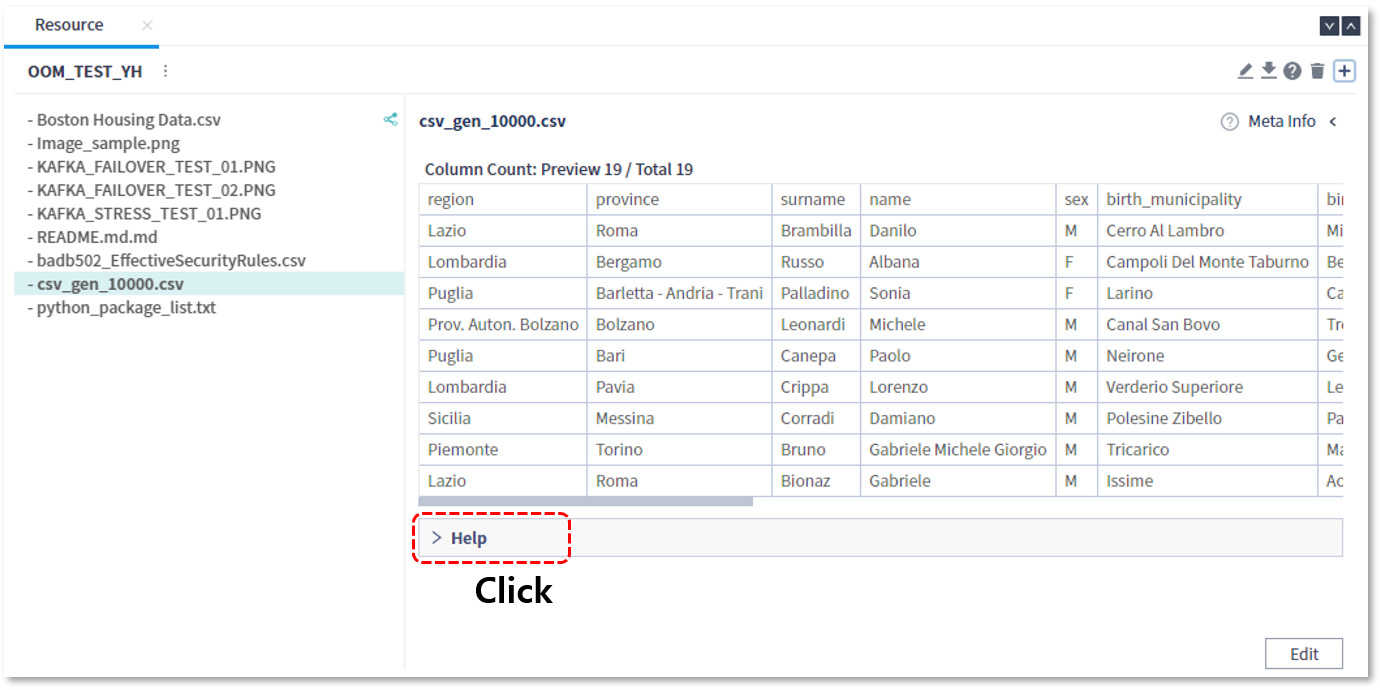 Resource
OOM_TEST_YH
- Boston Housing Data.csv
- Image_sample.png
- KAFKA_FAILOVER_TEST_01.PNG
- KAFKA_FAILOVER_TEST_02.PNG
- KAFKA_STRESS_TEST_01.PNG
- README.md.md
- badb502_EffectiveSecurityRules.csv
- csv_gen_10000.csv
- python_package_list.txt
csv_gen_10000.csv
Meta Info
Column Count: Preview 19 / Total 19
region province surname name sex birth_municipality bir
Lazio Roma Brambilla Danilo M Cerro Al Lambro Mi
Lombardia Bergamo Russo Albana F Campoli Del Monte Taburno Be
Puglia Barletta - Andria - Trani Palladino Sonia F Larino Ca
Prov. Auton. Bolzano Bolzano Leonardi Michele M Canal San Bovo Tr
Puglia Bari Canepa Paolo M Neirone Ge
Lombardia Pavia Crippa Lorenzo M Verderio Superiore Le
Sicilia Messina Corradi Damiano M Polesine Zibello Pa
Piemonte Torino Bruno Gabriele Michele Giorgio M Tricarico Ma
Lazio Roma Bionaz Gabriele M Issime Ao
Help
Click
Edit